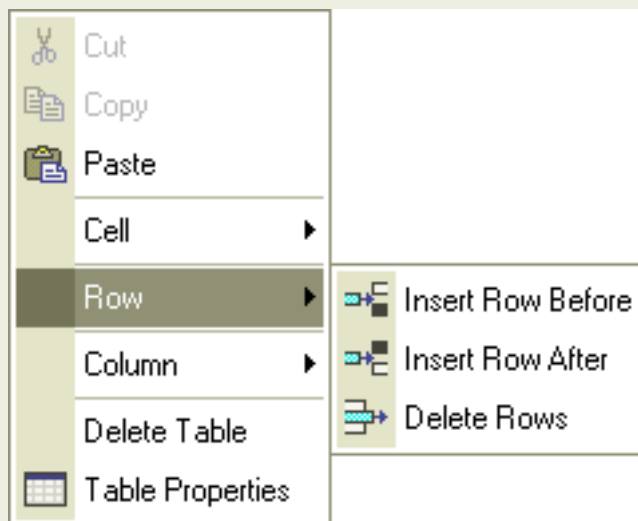 Cut
Copy
Paste
Cell
Row
Column
Delete Table
Table Properties
Insert Row Before
Insert Row After
Delete Rows